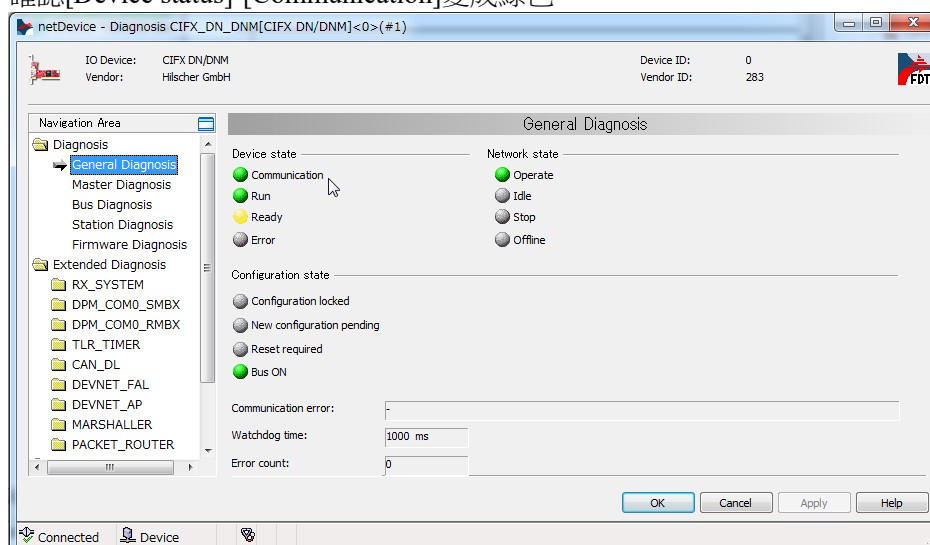 確認[Device status]-[Communication]變成綠色
netDevice - Diagnosis CIFX_DN_DNM[CIFX DN/DNM]<0>(#1)
IO Device: CIFX DN/DNM Device ID: 0
Vendor: Hilscher GmbH Vendor ID: 283
FDT
Navigation Area
General Diagnosis
Diagnosis
General Diagnosis
Master Diagnosis
Bus Diagnosis
Station Diagnosis
Firmware Diagnosis
Extended Diagnosis
RX_SYSTEM
DPM_COM0_SMBX
DPM_COM0_RMBX
TLR_TIMER
CAN_DL
DEVNET_FAL
DEVNET_AP
MARSHALLER
PACKET_ROUTER
Device state
Communication
Run
Ready
Error
Network state
Operate
Idle
Stop
Offline
Configuration state
Configuration locked
New configuration pending
Reset required
Bus ON
Communication error: -
Watchdog time: 1000 ms
Error count: 0
OK Cancel Apply Help
Connected Device